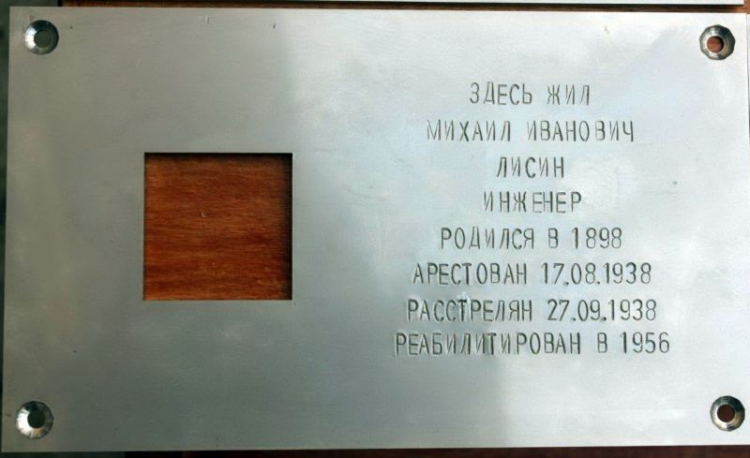 ЗДЕСЬ ЖИЛ
МИХАИЛ ИВАНОВИЧ
ЛИСИН
ИНЖЕНЕР
РОДИЛСЯ В 1898
АРЕСТОВАН 17.08.1938
РАССТРЕЛЯН 27.09.1938
РЕАБИЛИТИРОВАН В 1956